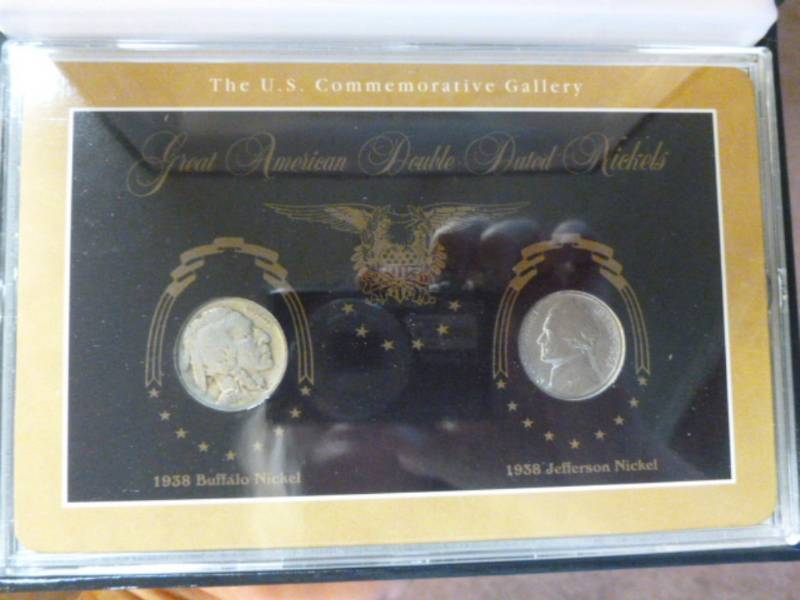 The U.S. Commemorative Gallery
Great American Double Dated Nickels
1938 Buffalo Nickel
1938 Jefferson Nickel